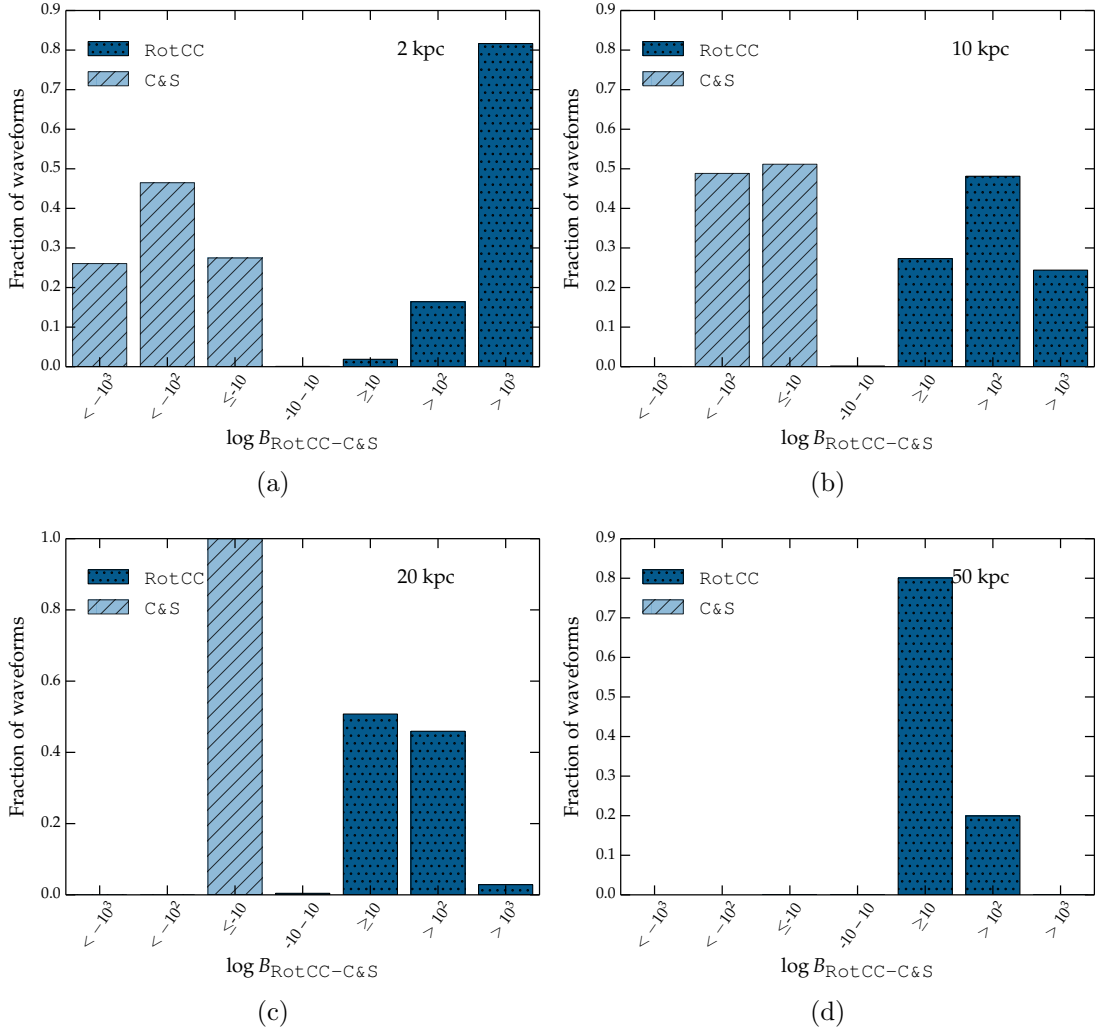 0.9
0.8
0.7
0.6
0.5
0.4
0.3
0.2
0.1
0.0
Fraction of waveforms
RotCC
C&S
2 kpc
< −10³
< −10²
≤-10
-10 − 10
≥10
> 10²
> 10³
log B_RotCC−C&S
(a)
0.9
0.8
0.7
0.6
0.5
0.4
0.3
0.2
0.1
0.0
Fraction of waveforms
RotCC
C&S
10 kpc
< −10³
< −10²
≤-10
-10 − 10
≥10
> 10²
> 10³
log B_RotCC−C&S
(b)
1.0
0.8
0.6
0.4
0.2
0.0
Fraction of waveforms
RotCC
C&S
20 kpc
< −10³
< −10²
≤-10
-10 − 10
≥10
> 10²
> 10³
log B_RotCC−C&S
(c)
0.9
0.8
0.7
0.6
0.5
0.4
0.3
0.2
0.1
0.0
Fraction of waveforms
RotCC
C&S
50 kpc
< −10³
< −10²
≤-10
-10 − 10
≥10
> 10²
> 10³
log B_RotCC−C&S
(d)